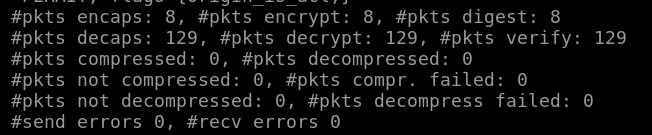 #pkts encaps: 8, #pkts encrypt: 8, #pkts digest: 8
#pkts decaps: 129, #pkts decrypt: 129, #pkts verify: 129
#pkts compressed: 0, #pkts decompressed: 0
#pkts not compressed: 0, #pkts compr. failed: 0
#pkts not decompressed: 0, #pkts decompress failed: 0
#send errors 0, #recv errors 0